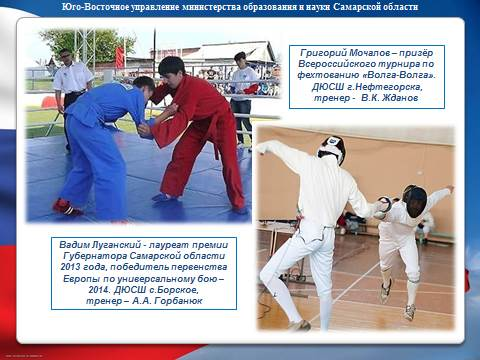 Юго-Восточное управление министерства образования и науки Самарской области
Григорий Мочалов – призёр
Всероссийского турнира по
фехтованию «Волга-Волга».
ДЮСШ г.Нефтегорска,
тренер - В.К. Жданов
Вадим Луганский - лауреат премии
Губернатора Самарской области
2013 года, победитель первенства
Европы по универсальному бою –
2014. ДЮСШ с.Борское,
тренер – А.А. Горбанюк